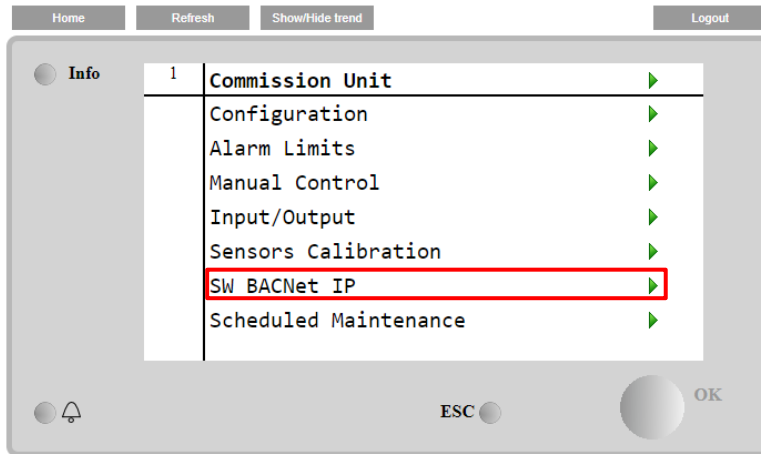 Home Refresh Show/Hide trend Logout
Info
1 Commission Unit
Configuration
Alarm Limits
Manual Control
Input/Output
Sensors Calibration
SW BACNet IP
Scheduled Maintenance
ESC OK